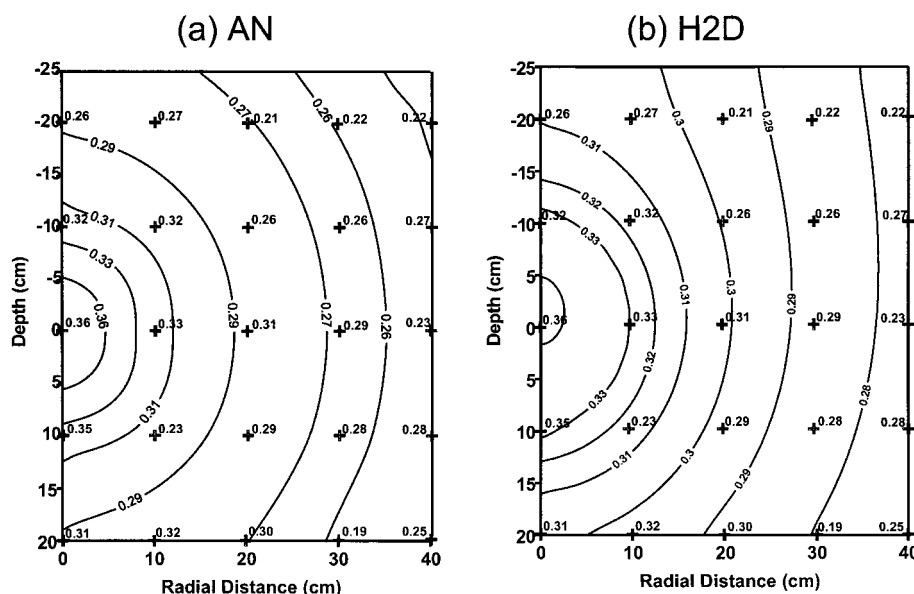 (a) AN
(b) H2D
-25
0.26 0.27 0.21 0.22 0.22
-20
0.27
0.26
0.29
-15
0.32 0.31 0.32 0.26 0.26 0.27
-10
0.33
-5
0.36
0.36 0.33 0.29 0.31 0.27 0.29 0.26 0.23
0
5
0.31
0.35 0.23 0.29 0.28 0.28
10
15
0.29
0.31 0.32 0.30 0.19 0.25
20
0 10 20 30 40
Depth (cm)
Radial Distance (cm)
-25
0.26 0.27 0.3 0.21 0.29 0.22 0.22
-20
0.31
-15
0.32
0.32 0.32 0.26 0.26 0.27
-10
0.33
-5
0.31 0.3 0.29
0.36 0.33 0.31 0.29 0.23
0
0.32
5
0.33
0.28
0.35 0.23 0.29 0.28 0.28
10
0.31
0.3
0.29
15
0.31 0.32 0.30 0.19 0.25
20
0 10 20 30 40
Depth (cm)
Radial Distance (cm)